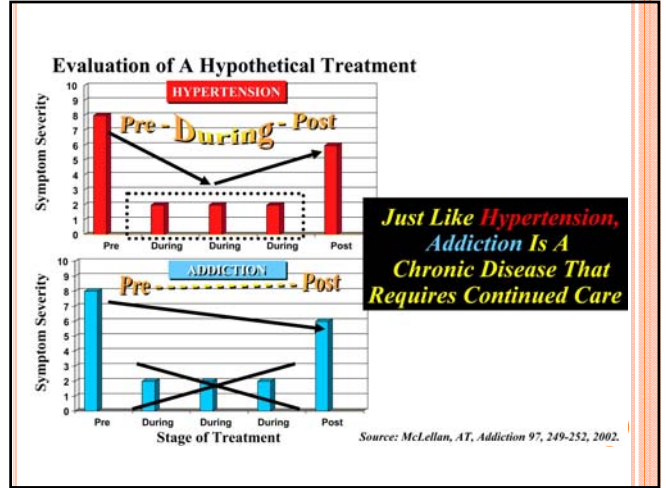 Evaluation of A Hypothetical Treatment
Symptom Severity
10
9
8
7
6
5
4
3
2
1
0
HYPERTENSION
Pre - During - Post
Pre During During During Post
Just Like Hypertension,
Addiction Is A
Chronic Disease That
Requires Continued Care
Symptom Severity
10
9
8
7
6
5
4
3
2
1
0
ADDICTION
Pre - - - - - - - - - - - Post
Pre During During During Post
Stage of Treatment
Source: McLellan, AT, Addiction 97, 249-252, 2002.